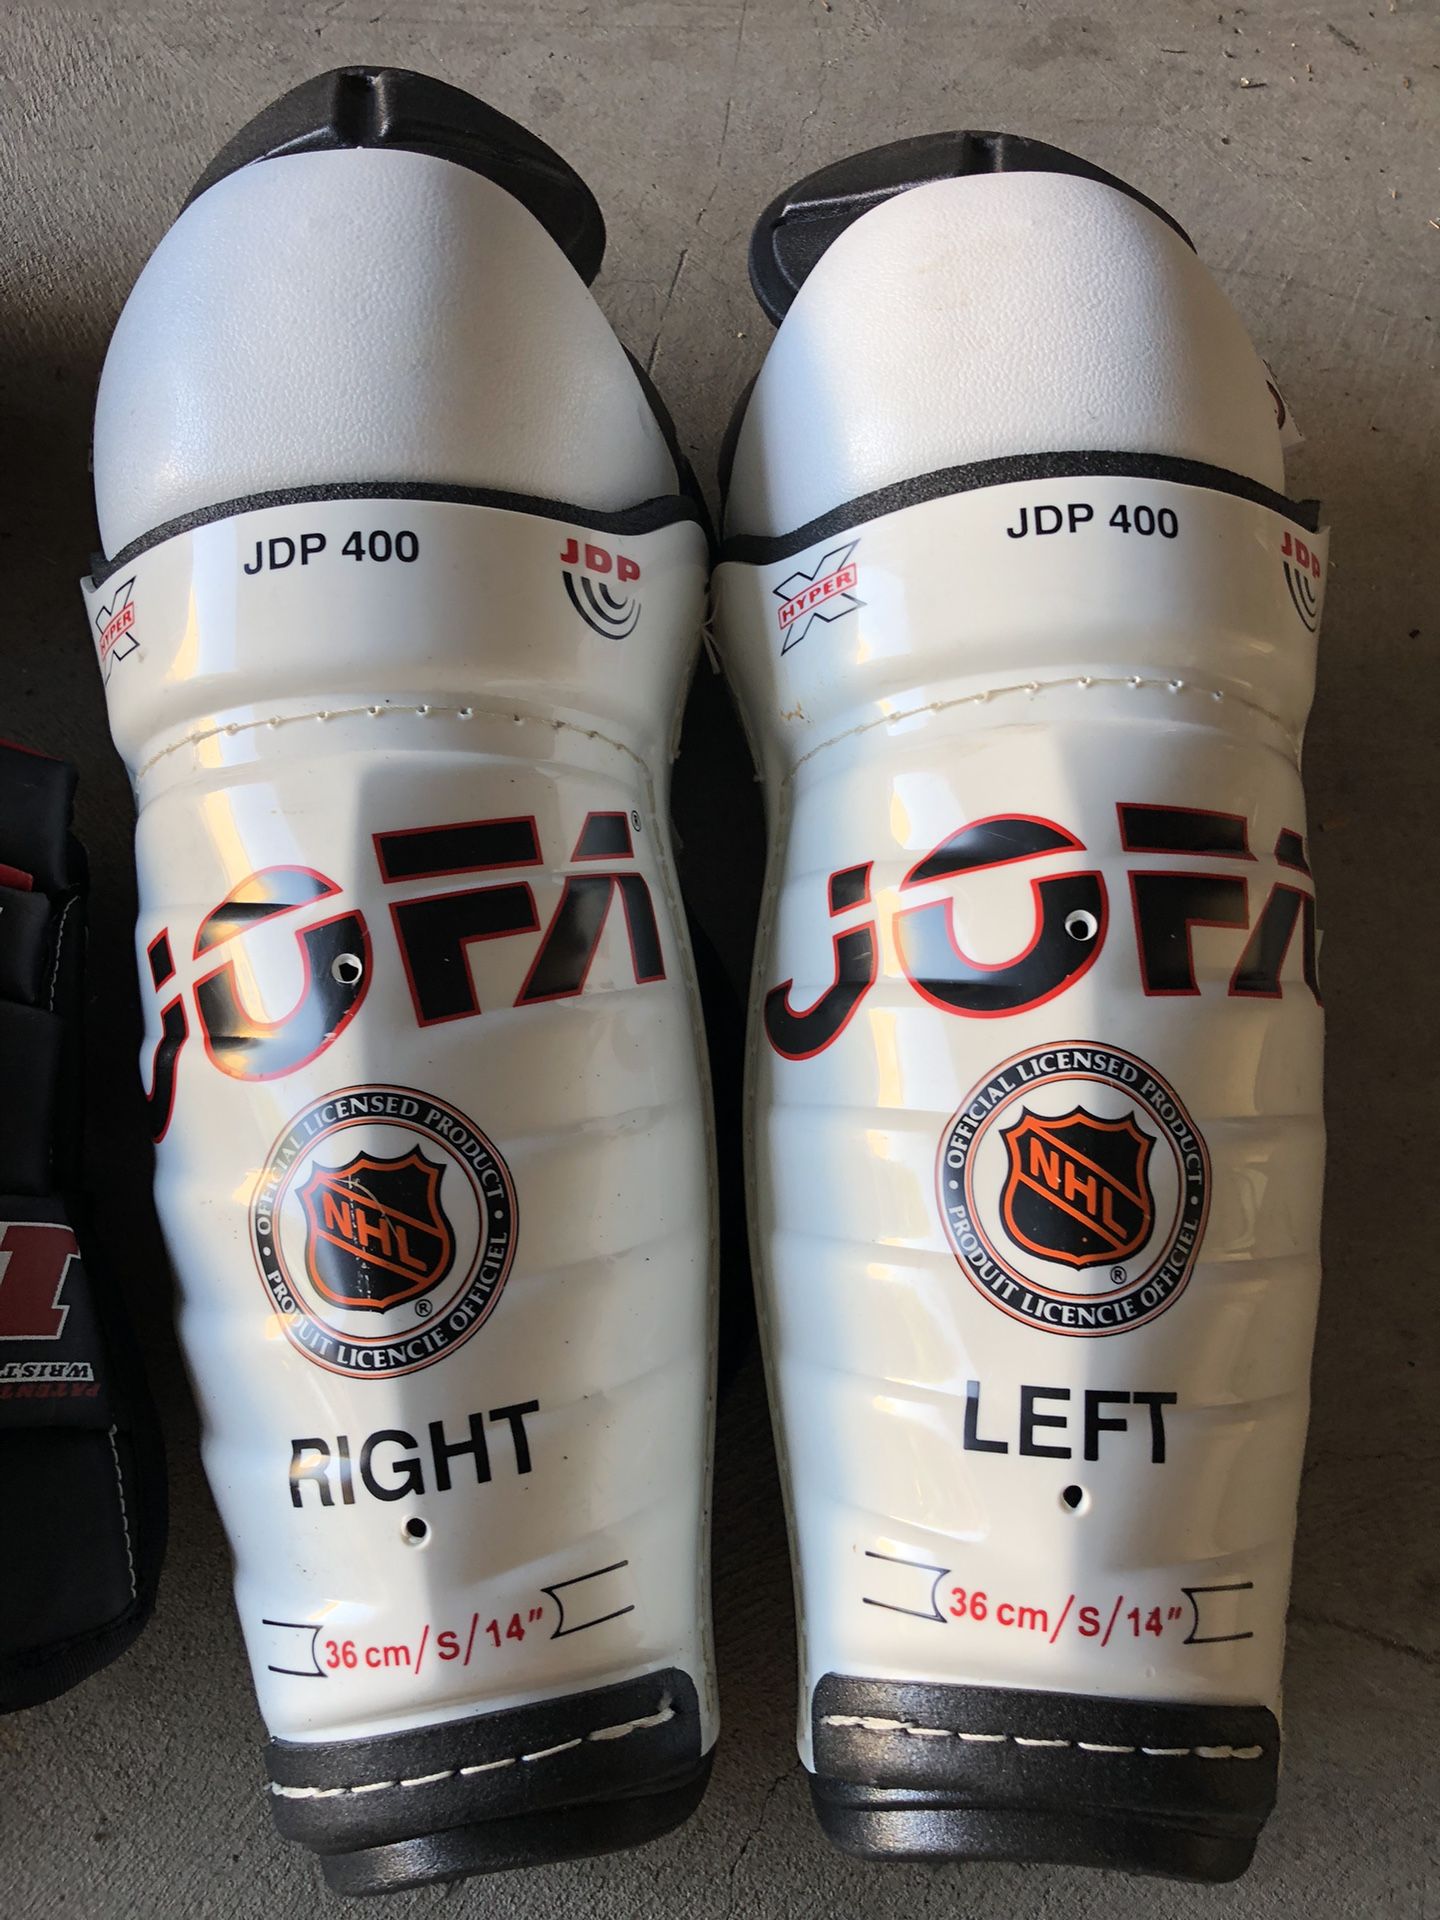 JDP 400
JDP
HYPER
X
JOFA®
OFFICIAL LICENSED PRODUCT
NHL
®
• PRODUIT LICENCIE OFFICIEL •
RIGHT
36 cm/S/14"
JDP 400
JDP
HYPER
X
JOFA
OFFICIAL LICENSED PRODUCT
NHL
®
• PRODUIT LICENCIE OFFICIEL •
LEFT
36 cm/S/14"
WRIST